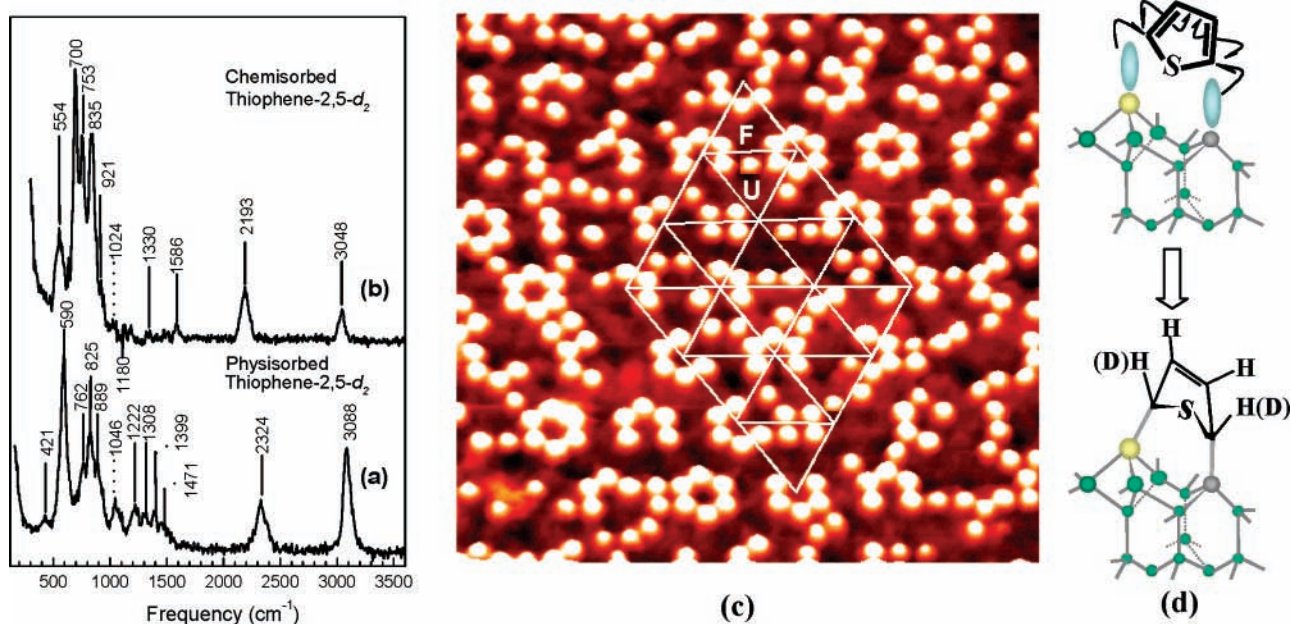 Chemisorbed
Thiophene-2,5-d2
554
700
753
835
921
1024
1330
1586
2193
3048
(b)
Physisorbed
Thiophene-2,5-d2
421
590
762
825
889
1046
1180
1222
1308
1399
1471
2324
3088
(a)
500 1000 1500 2000 2500 3000 3500
Frequency (cm⁻¹)
F
U
(c)
S
H
(D)H
H
S
H(D)
(d)